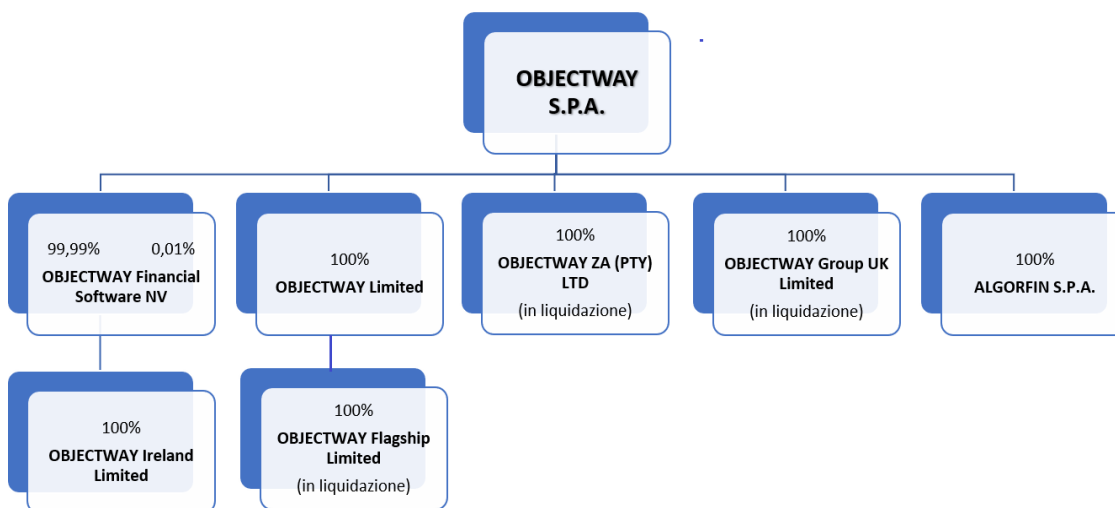 OBJECTWAY
S.P.A.
99,99% 0,01%
OBJECTWAY Financial
Software NV
100%
OBJECTWAY Limited
100%
OBJECTWAY ZA (PTY)
LTD
(in liquidazione)
100%
OBJECTWAY Group UK
Limited
(in liquidazione)
100%
ALGORFIN S.P.A.
100%
OBJECTWAY Ireland
Limited
100%
OBJECTWAY Flagship
Limited
(in liquidazione)